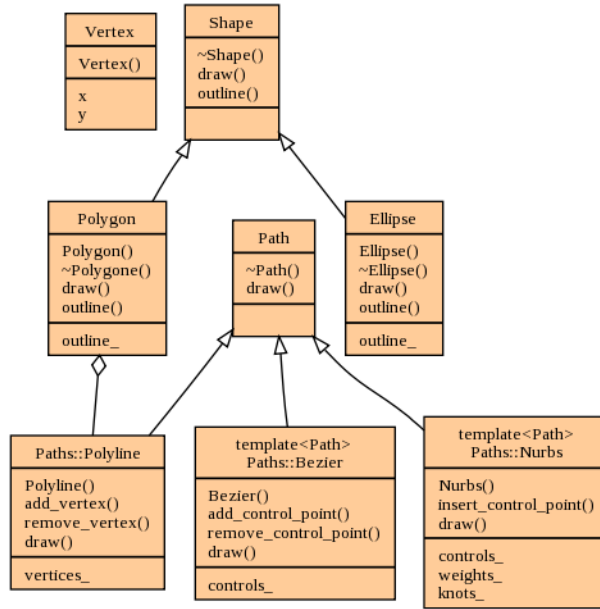 Vertex
Vertex()
x
y
Shape
~Shape()
draw()
outline()
Polygon
Polygon()
~Polygone()
draw()
outline()
outline_
Path
~Path()
draw()
Ellipse
Ellipse()
~Ellipse()
draw()
outline()
outline_
Paths::Polyline
Polyline()
add_vertex()
remove_vertex()
draw()
vertices_
template<Path>
Paths::Bezier
Bezier()
add_control_point()
remove_control_point()
draw()
controls_
template<Path>
Paths::Nurbs
Nurbs()
insert_control_point()
draw()
controls_
weights_
knots_